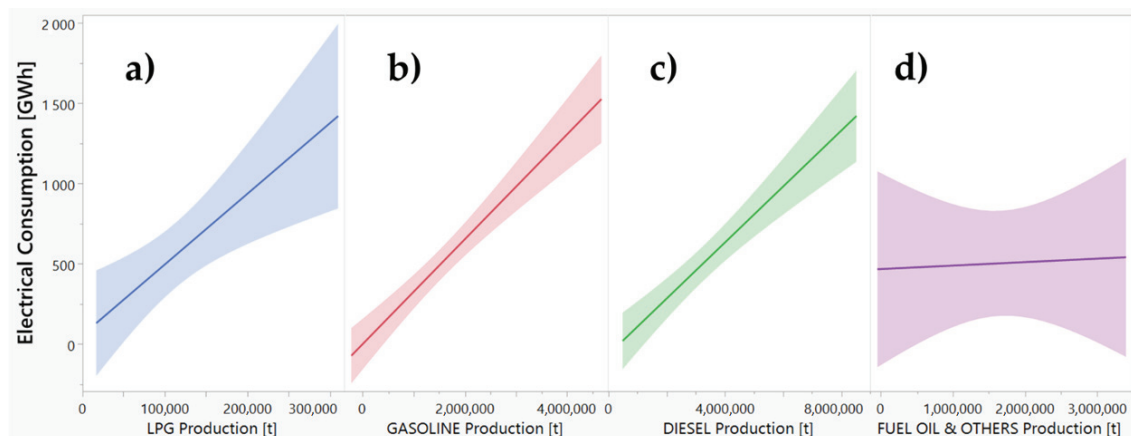 a) b) c) d)
Electrical Consumption [GWh]
2 000
1 500
1 000
500
0
0 100,000 200,000 300,000 0 2,000,000 4,000,000 0 4,000,000 8,000,000 0 1,000,000 2,000,000 3,000,000
LPG Production [t] GASOLINE Production [t] DIESEL Production [t] FUEL OIL & OTHERS Production [t]